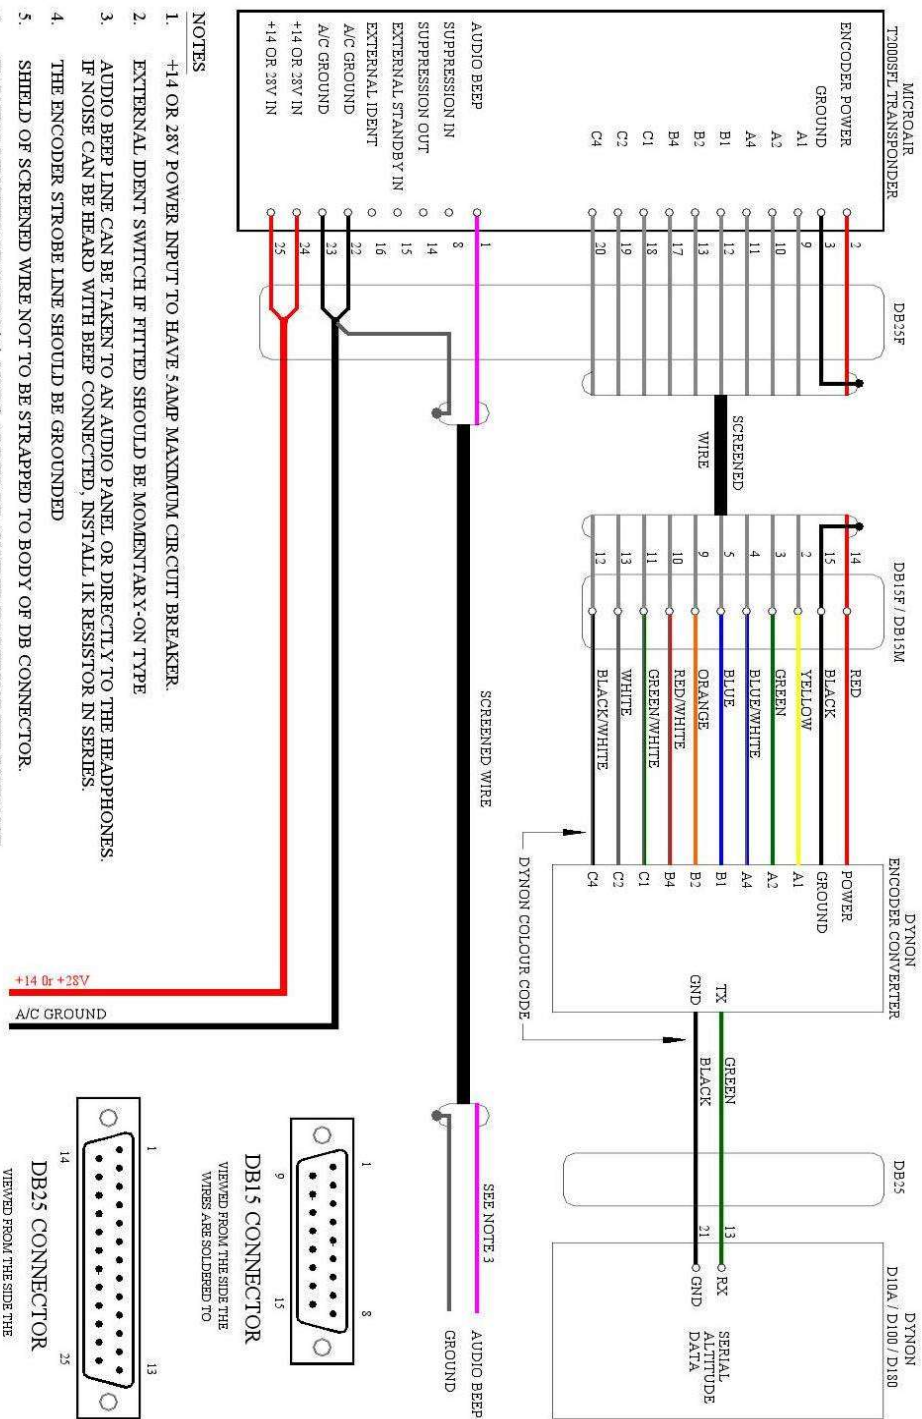 MICROAIR
T2000SFL TRANSPONDER
ENCODER POWER
GROUND
A1
A2
A4
B1
B2
B4
C1
C2
C4
AUDIO BEEP
SUPPRESSION IN
SUPPRESSION OUT
EXTERNAL STANDBY IN
EXTERNAL IDENT
A/C GROUND
A/C GROUND
+14 OR 28V IN
+14 OR 28V IN
2
3
9
10
11
12
13
17
18
19
20
1
8
14
15
16
22
23
24
25
DB25F
SCREENED
WIRE
DB15F / DB15M
14
15
2
3
4
5
9
10
11
13
12
RED
BLACK
YELLOW
GREEN
BLUE/WHITE
BLUE
ORANGE
RED/WHITE
GREEN/WHITE
WHITE
BLACK/WHITE
DYNON COLOUR CODE
DYNON
ENCODER CONVERTER
POWER
GROUND
A1
A2
A4
B1
B2
B4
C1
C2
C4
TX
GND
GREEN
BLACK
DB25
13
21
DYNON
D10A / D100 / D180
RX
GND
SERIAL
ALTITUDE
DATA
SCREENED WIRE
SEE NOTE 3
AUDIO BEEP
GROUND
+14 0r +28V
A/C GROUND
NOTES
1. +14 OR 28V POWER INPUT TO HAVE 5AMP MAXIMUM CIRCUIT BREAKER.
2. EXTERNAL IDENT SWITCH IF FITTED SHOULD BE MOMENTARY-ON TYPE
3. AUDIO BEEP LINE CAN BE TAKEN TO AN AUDIO PANEL OR DIRECTLY TO THE HEADPHONES.
IF NOISE CAN BE HEARD WITH BEEP CONNECTED, INSTALL 1K RESISTOR IN SERIES.
4. THE ENCODER STROBE LINE SHOULD BE GROUNDED
5. SHIELD OF SCREENED WIRE NOT TO BE STRAPPED TO BODY OF DB CONNECTOR.
1
8
9
15
DB15 CONNECTOR
VIEWED FROM THE SIDE THE
WIRES ARE SOLDERED TO
1
13
14
25
DB25 CONNECTOR
VIEWED FROM THE SIDE THE